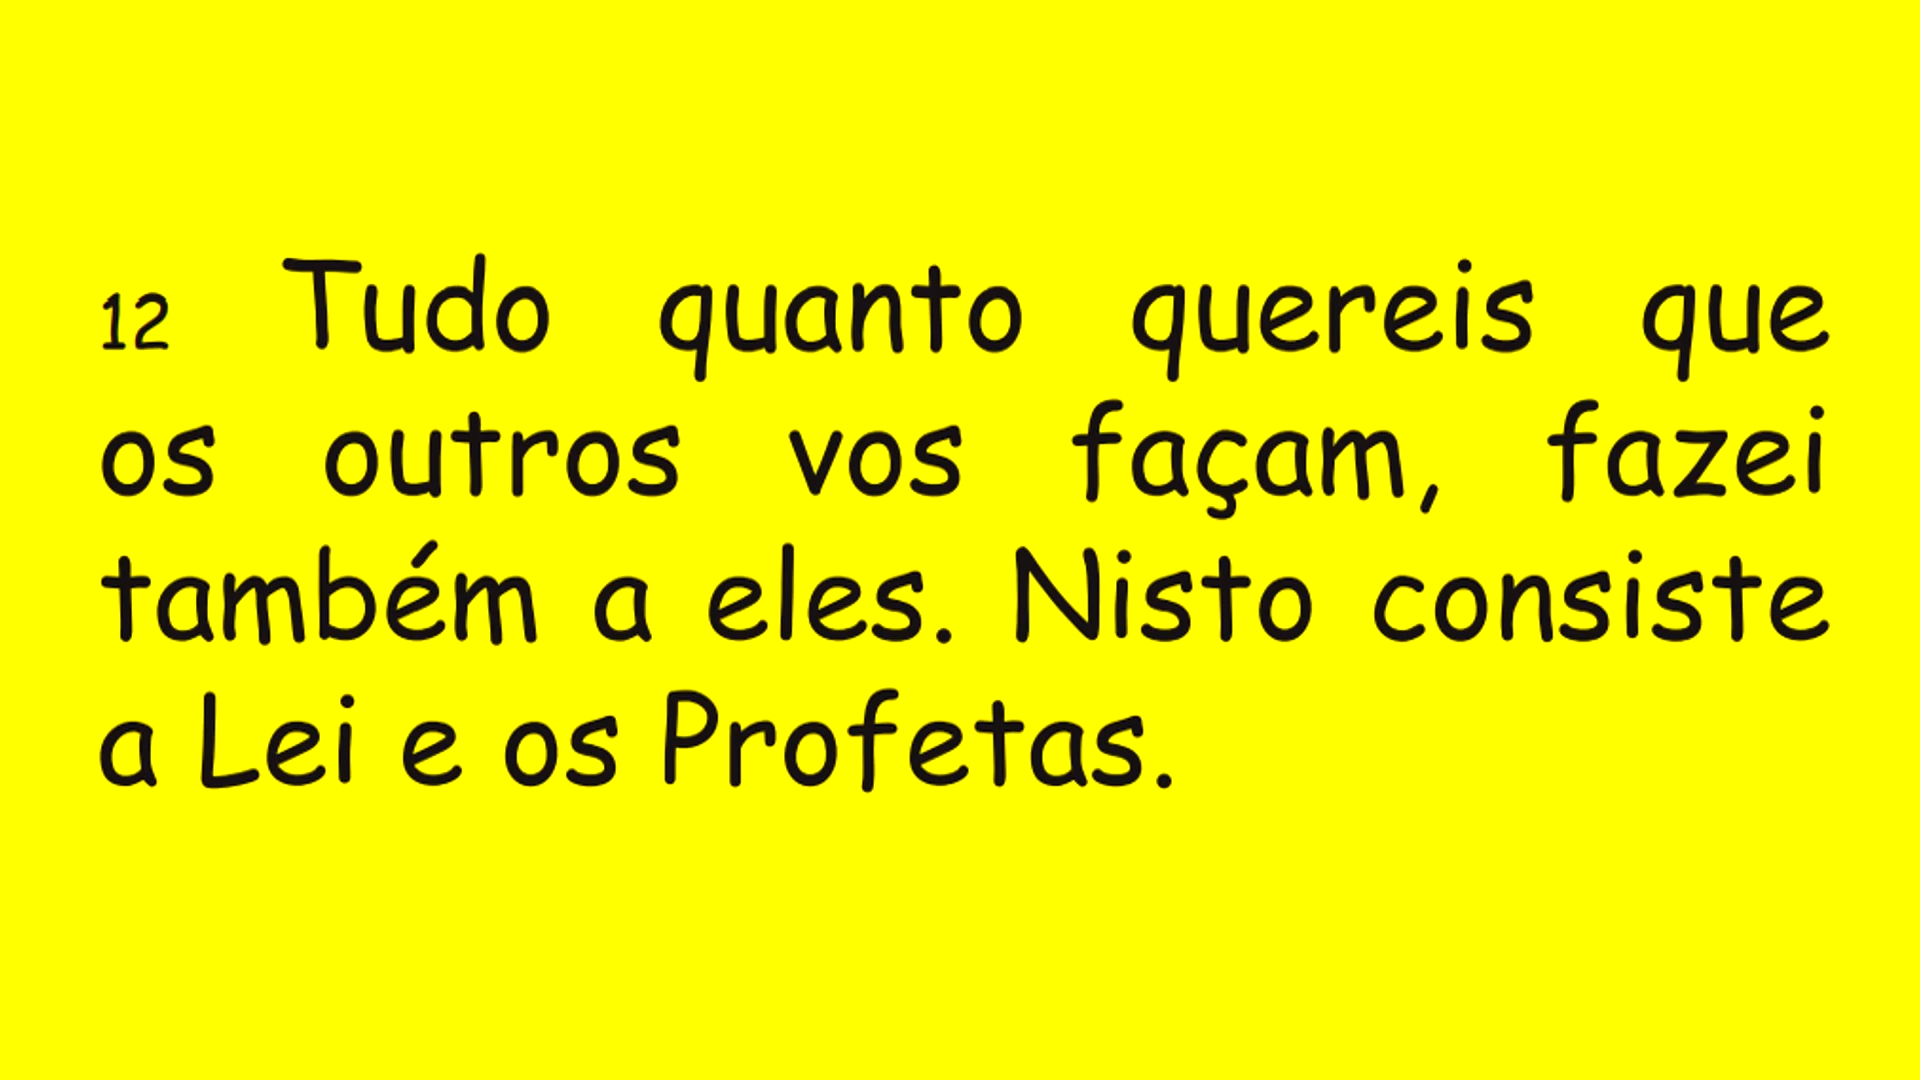 12 Tudo quanto quereis que
os outros vos façam, fazei
também a eles. Nisto consiste
a Lei e os Profetas.